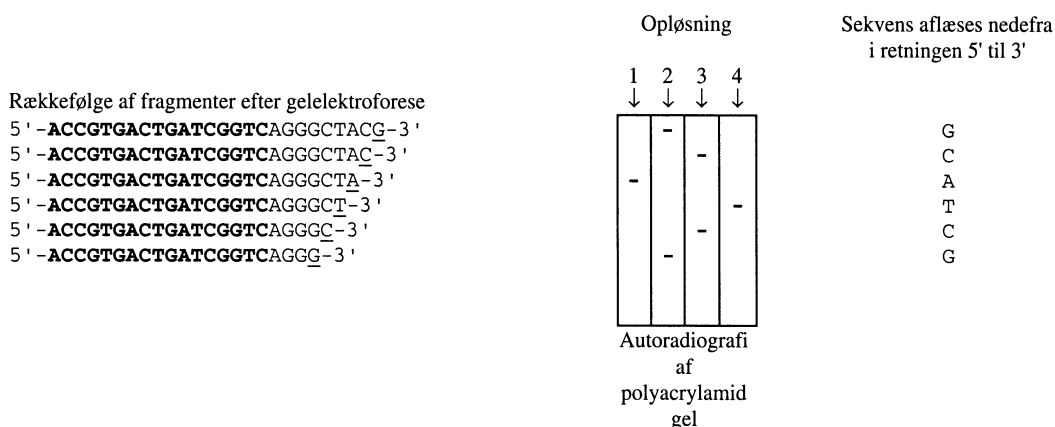 Opløsning
Sekvens aflæses nedefra
i retningen 5' til 3'
1 2 3 4
Rækkefølge af fragmenter efter gelelektroforese
5'-ACCGTGACTGATCGGTCAGGGCTACG-3'
G
5'-ACCGTGACTGATCGGTCAGGGCTAC-3'
C
5'-ACCGTGACTGATCGGTCAGGGCTA-3'
A
5'-ACCGTGACTGATCGGTCAGGGCT-3'
T
5'-ACCGTGACTGATCGGTCAGGGC-3'
C
5'-ACCGTGACTGATCGGTCAGGG-3'
G
Autoradiografi
af
polyacrylamid
gel